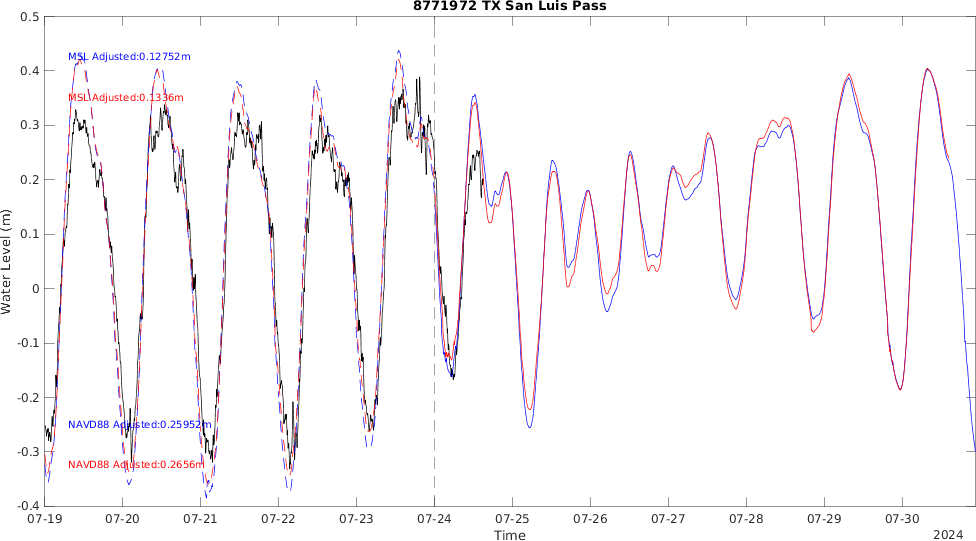 8771972 TX San Luis Pass
0.5
0.4
0.3
0.2
0.1
0
-0.1
-0.2
-0.3
-0.4
Water Level (m)
MSL Adjusted:0.12752m
MSL Adjusted:0.1336m
NAVD88 Adjusted:0.25952m
NAVD88 Adjusted:0.2656m
07-19 07-20 07-21 07-22 07-23 07-24 07-25 07-26 07-27 07-28 07-29 07-30
Time
2024